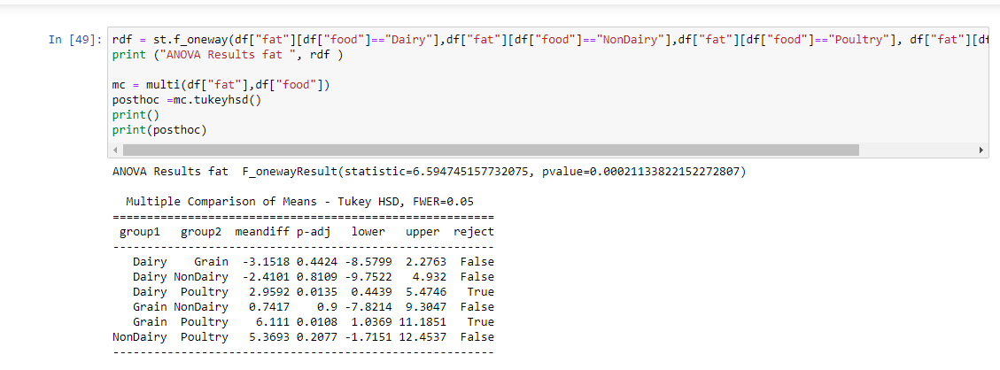 In [49]: rdf = st.f_oneway(df["fat"][df["food"]=="Dairy"],df["fat"][df["food"]=="NonDairy"],df["fat"][df["food"]=="Poultry"], df["fat"][df
print ("ANOVA Results fat ", rdf )
mc = multi(df["fat"],df["food"])
posthoc =mc.tukeyhsd()
print()
print(posthoc)
ANOVA Results fat  F_onewayResult(statistic=6.594745157732075, pvalue=0.00021133822152272807)
Multiple Comparison of Means - Tukey HSD, FWER=0.05
=========================================================
group1 group2 meandiff p-adj lower upper reject
---------------------------------------------------------
Dairy Grain -3.1518 0.4424 -8.5799 2.2763 False
Dairy NonDairy -2.4101 0.8109 -9.7522 4.932 False
Dairy Poultry 2.9592 0.0135 0.4439 5.4746 True
Grain NonDairy 0.7417 0.9 -7.8214 9.3047 False
Grain Poultry 6.111 0.0108 1.0369 11.1851 True
NonDairy Poultry 5.3693 0.2077 -1.7151 12.4537 False
---------------------------------------------------------